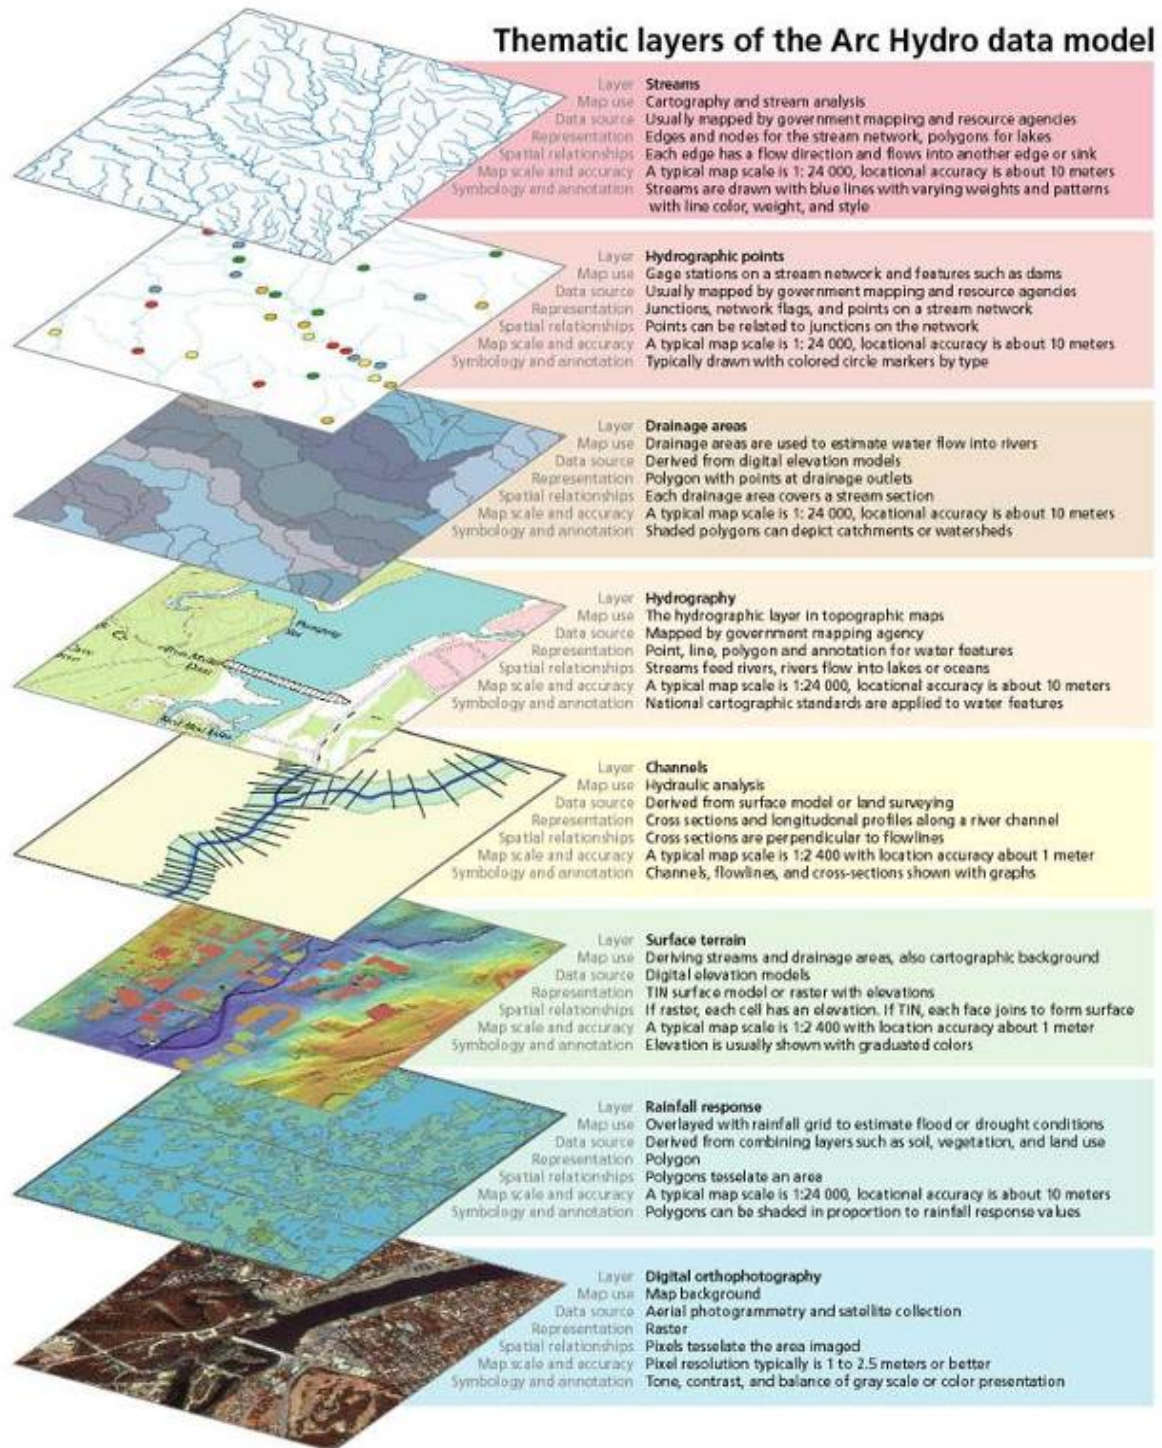 Thematic layers of the Arc Hydro data model
Layer Streams
Map use Cartography and stream analysis
Data source Usually mapped by government mapping and resource agencies
Representation Edges and nodes for the stream network, polygons for lakes
Spatial relationships Each edge has a flow direction and flows into another edge or sink
Map scale and accuracy A typical map scale is 1: 24 000, locational accuracy is about 10 meters
Symbology and annotation Streams are drawn with blue lines with varying weights and patterns
with line color, weight, and style
Layer Hydrographic points
Map use Gage stations on a stream network and features such as dams
Data source Usually mapped by government mapping and resource agencies
Representation Junctions, network flags, and points on a stream network
Spatial relationships Points can be related to junctions on the network
Map scale and accuracy A typical map scale is 1: 24 000, locational accuracy is about 10 meters
Symbology and annotation Typically drawn with colored circle markers by type
Layer Drainage areas
Map use Drainage areas are used to estimate water flow into rivers
Data source Derived from digital elevation models
Representation Polygon with points at drainage outlets
Spatial relationships Each drainage area covers a stream section
Map scale and accuracy A typical map scale is 1: 24 000, locational accuracy is about 10 meters
Symbology and annotation Shaded polygons can depict catchments or watersheds
Layer Hydrography
Map use The hydrographic layer in topographic maps
Data source Mapped by government mapping agency
Representation Point, line, polygon and annotation for water features
Spatial relationships Streams feed rivers, rivers flow into lakes or oceans
Map scale and accuracy A typical map scale is 1:24 000, locational accuracy is about 10 meters
Symbology and annotation National cartographic standards are applied to water features
Layer Channels
Map use Hydraulic analysis
Data source Derived from surface model or land surveying
Representation Cross sections and longitudonal profiles along a river channel
Spatial relationships Cross sections are perpendicular to flowlines
Map scale and accuracy A typical map scale is 1:2 400 with location accuracy about 1 meter
Symbology and annotation Channels, flowlines, and cross-sections shown with graphs
Layer Surface terrain
Map use Deriving streams and drainage areas, also cartographic background
Data source Digital elevation models
Representation TIN surface model or raster with elevations
Spatial relationships If raster, each cell has an elevation. If TIN, each face joins to form surface
Map scale and accuracy A typical map scale is 1:2 400 with location accuracy about 1 meter
Symbology and annotation Elevation is usually shown with graduated colors
Layer Rainfall response
Map use Overlayed with rainfall grid to estimate flood or drought conditions
Data source Derived from combining layers such as soil, vegetation, and land use
Representation Polygon
Spatial relationships Polygons tesselate an area
Map scale and accuracy A typical map scale is 1:24 000, locational accuracy is about 10 meters
Symbology and annotation Polygons can be shaded in proportion to rainfall response values
Layer Digital orthophotography
Map use Map background
Data source Aerial photogrammetry and satellite collection
Representation Raster
Spatial relationships Pixels tesselate the area imaged
Map scale and accuracy Pixel resolution typically is 1 to 2.5 meters or better
Symbology and annotation Tone, contrast, and balance of gray scale or color presentation